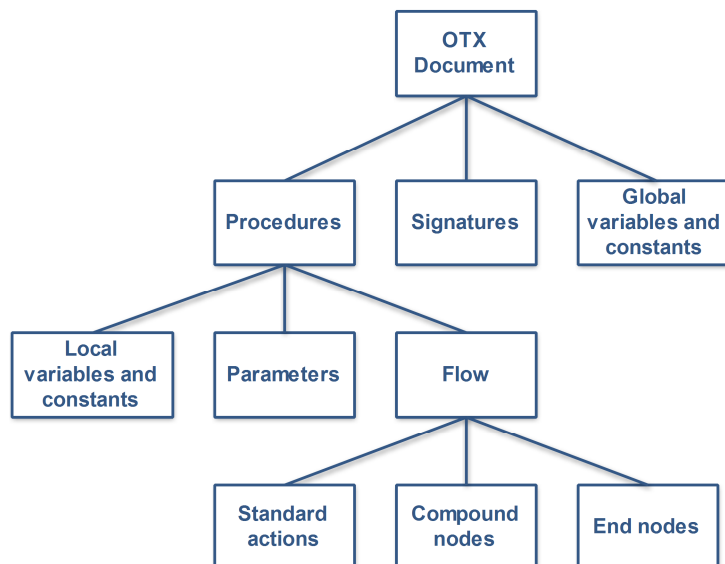 OTX
Document
Procedures
Signatures
Global
variables and
constants
Local
variables and
constants
Parameters
Flow
Standard
actions
Compound
nodes
End nodes